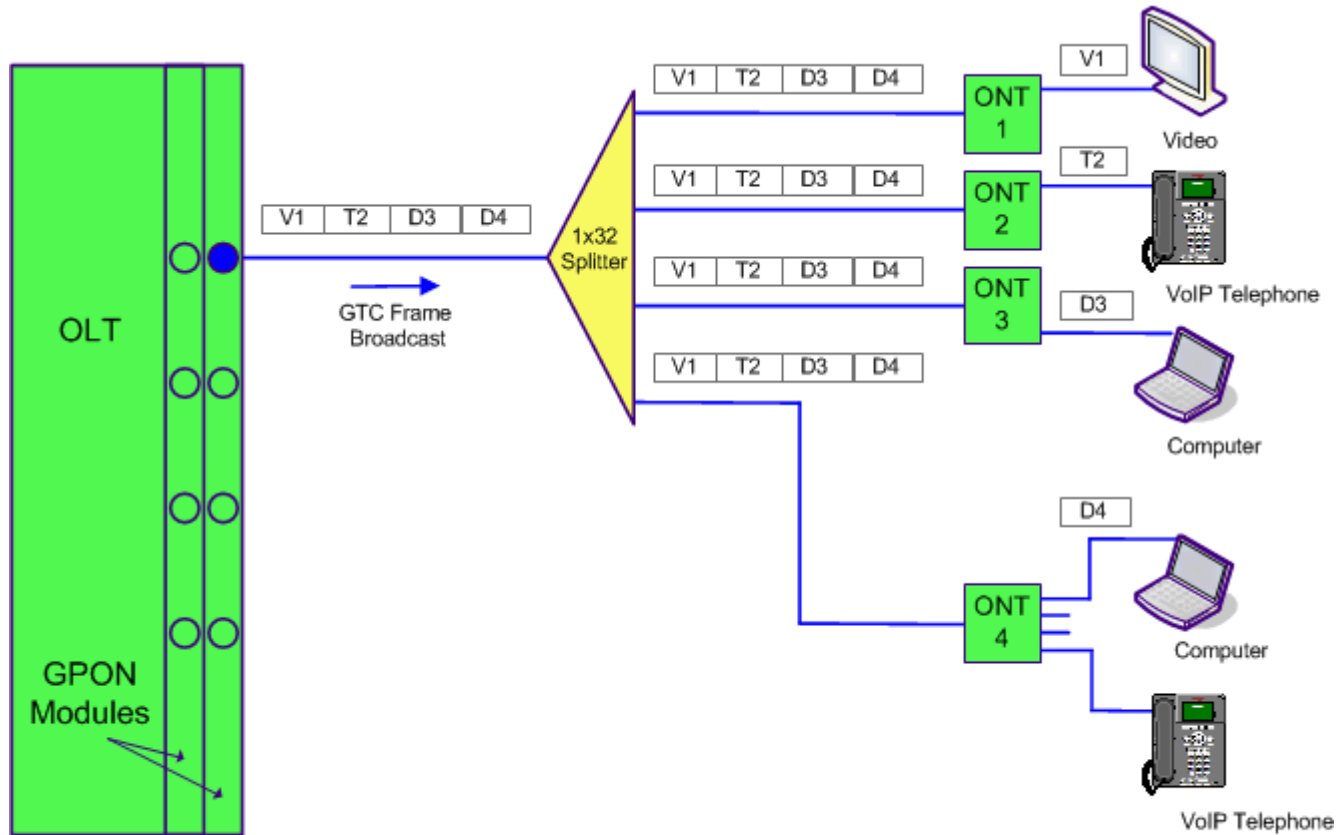 OLT
GPON
Modules
V1 T2 D3 D4
GTC Frame
Broadcast
1x32
Splitter
V1 T2 D3 D4
V1 T2 D3 D4
V1 T2 D3 D4
V1 T2 D3 D4
ONT
1
V1
Video
ONT
2
T2
VoIP Telephone
ONT
3
D3
Computer
ONT
4
D4
Computer
VoIP Telephone